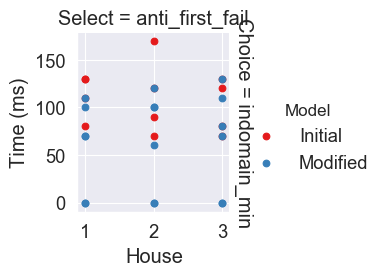 Select = anti_first_fail
Choice = indomain_min
Time (ms)
150
100
50
0
1 2 3
House
Model
Initial
Modified